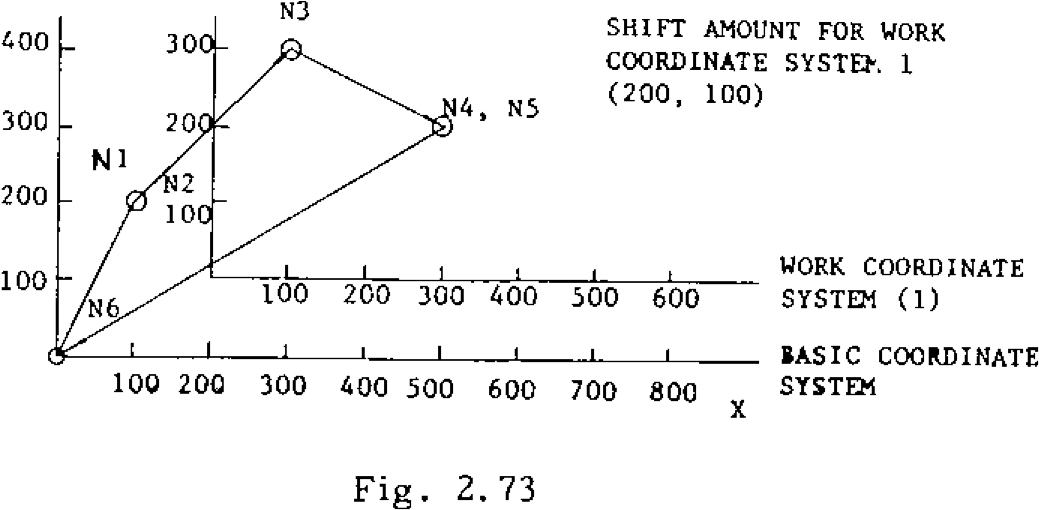 N3
SHIFT AMOUNT FOR WORK
COORDINATE SYSTEM 1
(200, 100)
400
300
N4, N5
300
200
N1
N2
200
100
100
WORK COORDINATE
SYSTEM (1)
100 200 300 400 500 600
N6
BASIC COORDINATE
SYSTEM
100 200 300 400 500 600 700 800
X
Fig. 2.73